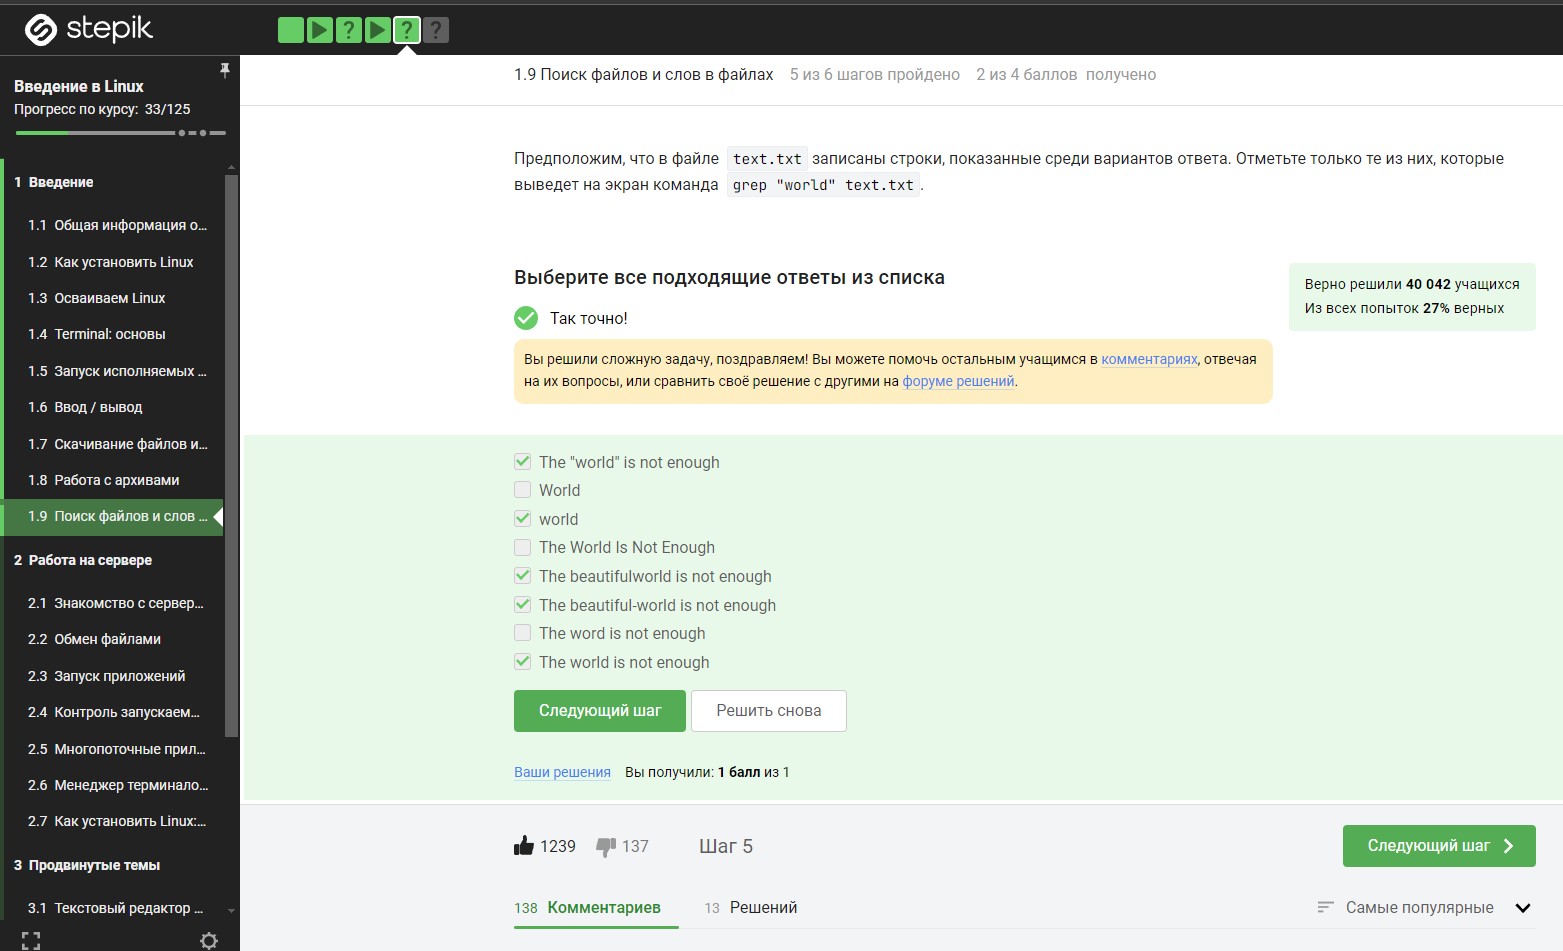 stepik
? ? ?
Введение в Linux
Прогресс по курсу: 33/125
1 Введение
1.1 Общая информация о...
1.2 Как установить Linux
1.3 Осваиваем Linux
1.4 Terminal: основы
1.5 Запуск исполняемых ...
1.6 Ввод / вывод
1.7 Скачивание файлов и...
1.8 Работа с архивами
1.9 Поиск файлов и слов ...
2 Работа на сервере
2.1 Знакомство с сервер...
2.2 Обмен файлами
2.3 Запуск приложений
2.4 Контроль запускаем...
2.5 Многопоточные прил...
2.6 Менеджер терминало...
2.7 Как установить Linux:...
3 Продвинутые темы
3.1 Текстовый редактор ...
1.9 Поиск файлов и слов в файлах 5 из 6 шагов пройдено 2 из 4 баллов получено
Предположим, что в файле text.txt записаны строки, показанные среди вариантов ответа. Отметьте только те из них, которые
выведет на экран команда grep "world" text.txt.
Выберите все подходящие ответы из списка
Так точно!
Вы решили сложную задачу, поздравляем! Вы можете помочь остальным учащимся в комментариях, отвечая
на их вопросы, или сравнить своё решение с другими на форуме решений.
Верно решили 40 042 учащихся
Из всех попыток 27% верных
The "world" is not enough
World
world
The World Is Not Enough
The beautifulworld is not enough
The beautiful-world is not enough
The word is not enough
The world is not enough
Следующий шаг Решить снова
Ваши решения Вы получили: 1 балл из 1
1239 137 Шаг 5 Следующий шаг
138 Комментариев 13 Решений Самые популярные